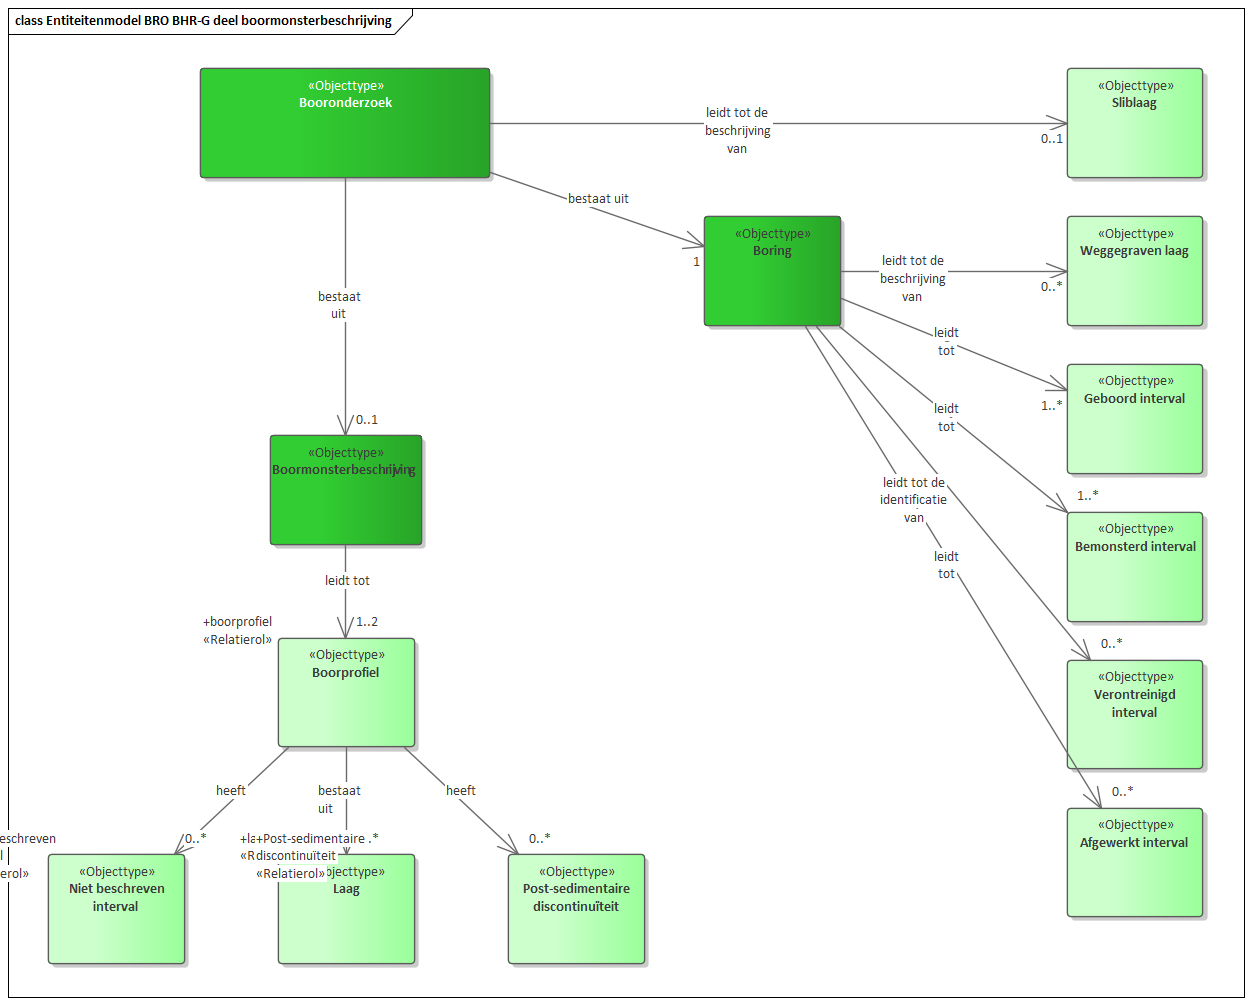 class Entiteitenmodel BRO BHR-G deel boormonsterbeschrijving
«Objecttype»
Booronderzoek
leidt tot de
beschrijving
van
0..1
«Objecttype»
Sliblaag
bestaat uit
1
«Objecttype»
Boring
leidt tot de
beschrijving
van
0..*
«Objecttype»
Weggegraven laag
leidt
tot
1..*
«Objecttype»
Geboord interval
leidt
tot
1..*
«Objecttype»
Bemonsterd interval
leidt tot de
identificatie
van
0..*
«Objecttype»
Verontreinigd
interval
leidt
tot
0..*
«Objecttype»
Afgewerkt interval
bestaat
uit
0..1
«Objecttype»
Boormonsterbeschrijving
leidt tot
+boorprofiel
«Relatierol»
1..2
«Objecttype»
Boorprofiel
heeft
bestaat
uit
heeft
eschreven
l
erol»
0..*
«Objecttype»
Niet beschreven
interval
+la+Post-sedimentaire .*
«Rdiscontinuïteit
«Relatierol»
bjecttype»
Laag
0..*
«Objecttype»
Post-sedimentaire
discontinuïteit